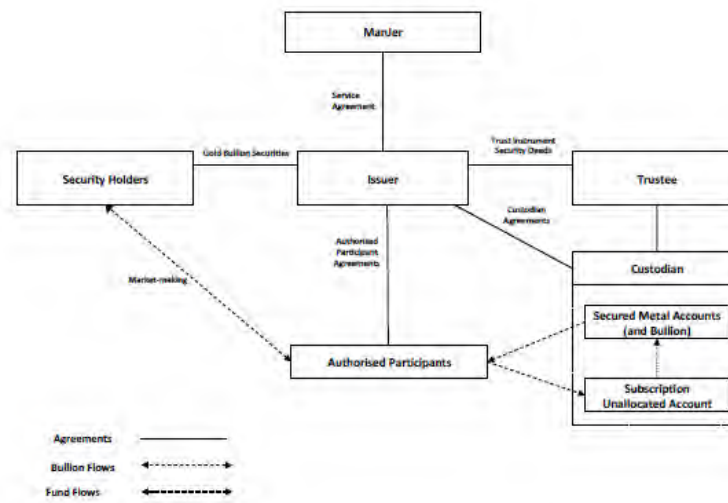 ManJer
Service
Agreement
Gold Bullion Securities
Trust Instrument
Security Deeds
Security Holders
Issuer
Trustee
Custodian
Agreements
Authorised
Participant
Agreements
Custodian
Market-making
Secured Metal Accounts
(and Bullion)
Authorised Participants
Subscription
Unallocated Account
Agreements
Bullion Flows
Fund Flows